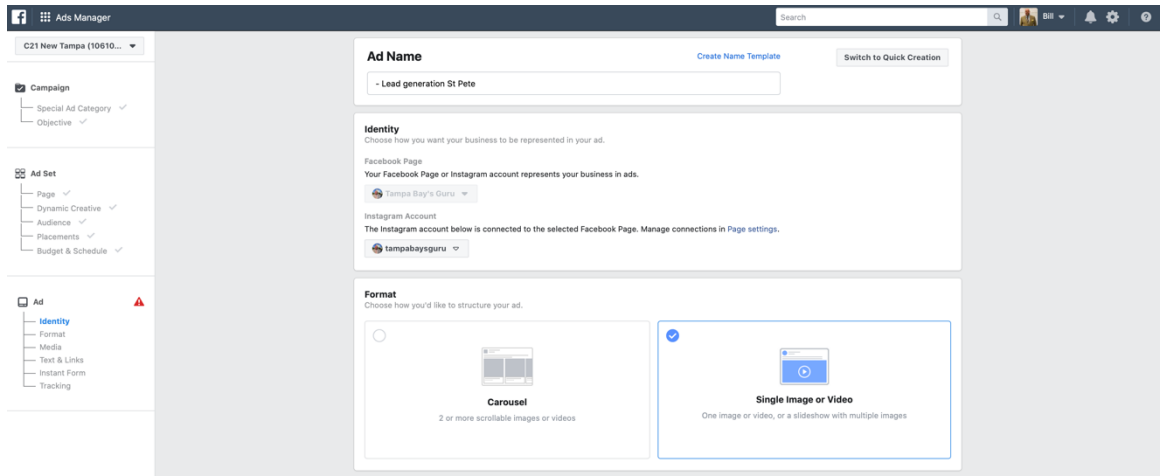 Ads Manager
Search
Bill
C21 New Tampa (10610...
Campaign
Special Ad Category
Objective
Ad Set
Page
Dynamic Creative
Audience
Placements
Budget & Schedule
Ad
Identity
Format
Media
Text & Links
Instant Form
Tracking
Ad Name
Create Name Template
Switch to Quick Creation
- Lead generation St Pete
Identity
Choose how you want your business to be represented in your ad.
Facebook Page
Your Facebook Page or Instagram account represents your business in ads.
Tampa Bay's Guru
Instagram Account
The Instagram account below is connected to the selected Facebook Page. Manage connections in Page settings.
tampabaysguru
Format
Choose how you'd like to structure your ad.
Carousel
2 or more scrollable images or videos
Single Image or Video
One image or video, or a slideshow with multiple images